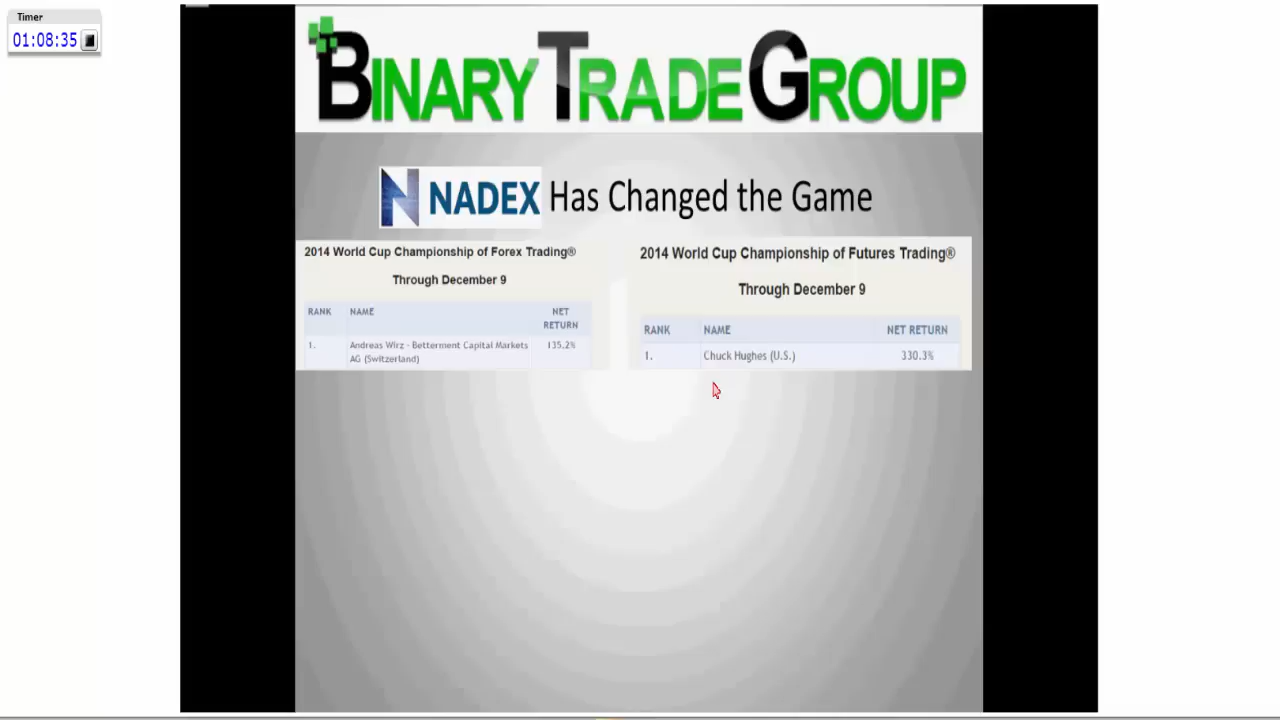 Timer
01:08:35
BINARY TRADE GROUP
NADEX Has Changed the Game
2014 World Cup Championship of Forex Trading®
Through December 9
RANK NAME NET RETURN
1. Andreas Wirz - Betterment Capital Markets AG (Switzerland) 135.2%
2014 World Cup Championship of Futures Trading®
Through December 9
RANK NAME NET RETURN
1. Chuck Hughes (U.S.) 330.3%